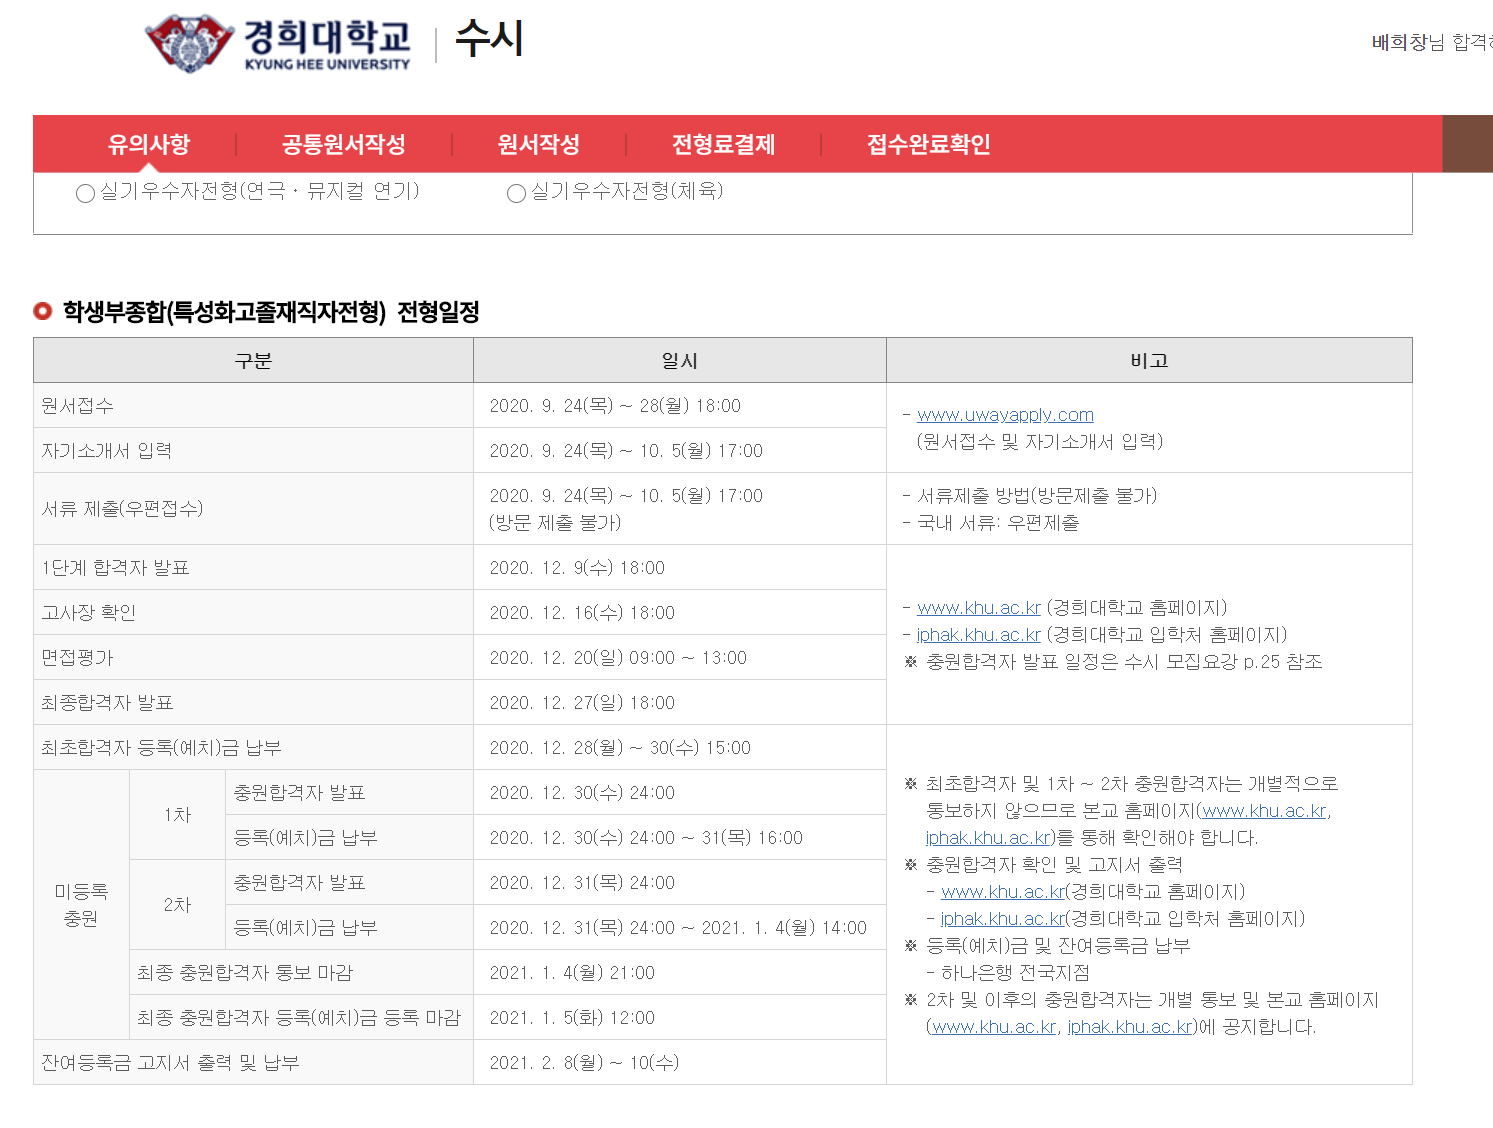 경희대학교
KYUNG HEE UNIVERSITY
수시
배희창님 합격
유의사항
공통원서작성
원서작성
전형료결제
접수완료확인
실기우수자전형(연극 · 뮤지컬 연기)
실기우수자전형(체육)
학생부종합(특성화고졸재직자전형) 전형일정
구분
일시
비고
원서접수
2020. 9. 24(목) ~ 28(월) 18:00
- www.uwayapply.com
(원서접수 및 자기소개서 입력)
자기소개서 입력
2020. 9. 24(목) ~ 10. 5(월) 17:00
서류 제출(우편접수)
2020. 9. 24(목) ~ 10. 5(월) 17:00
(방문 제출 불가)
- 서류제출 방법(방문제출 불가)
- 국내 서류: 우편제출
1단계 합격자 발표
2020. 12. 9(수) 18:00
고사장 확인
2020. 12. 16(수) 18:00
면접평가
2020. 12. 20(일) 09:00 ~ 13:00
최종합격자 발표
2020. 12. 27(일) 18:00
- www.khu.ac.kr (경희대학교 홈페이지)
- iphak.khu.ac.kr (경희대학교 입학처 홈페이지)
※ 충원합격자 발표 일정은 수시 모집요강 p.25 참조
최초합격자 등록(예치)금 납부
2020. 12. 28(월) ~ 30(수) 15:00
미등록
충원
1차
충원합격자 발표
2020. 12. 30(수) 24:00
등록(예치)금 납부
2020. 12. 30(수) 24:00 ~ 31(목) 16:00
2차
충원합격자 발표
2020. 12. 31(목) 24:00
등록(예치)금 납부
2020. 12. 31(목) 24:00 ~ 2021. 1. 4(월) 14:00
최종 충원합격자 통보 마감
2021. 1. 4(월) 21:00
최종 충원합격자 등록(예치)금 등록 마감
2021. 1. 5(화) 12:00
잔여등록금 고지서 출력 및 납부
2021. 2. 8(월) ~ 10(수)
※ 최초합격자 및 1차 ~ 2차 충원합격자는 개별적으로
통보하지 않으므로 본교 홈페이지(www.khu.ac.kr,
iphak.khu.ac.kr)를 통해 확인해야 합니다.
※ 충원합격자 확인 및 고지서 출력
- www.khu.ac.kr(경희대학교 홈페이지)
- iphak.khu.ac.kr(경희대학교 입학처 홈페이지)
※ 등록(예치)금 및 잔여등록금 납부
- 하나은행 전국지점
※ 2차 및 이후의 충원합격자는 개별 통보 및 본교 홈페이지
(www.khu.ac.kr, iphak.khu.ac.kr)에 공지합니다.